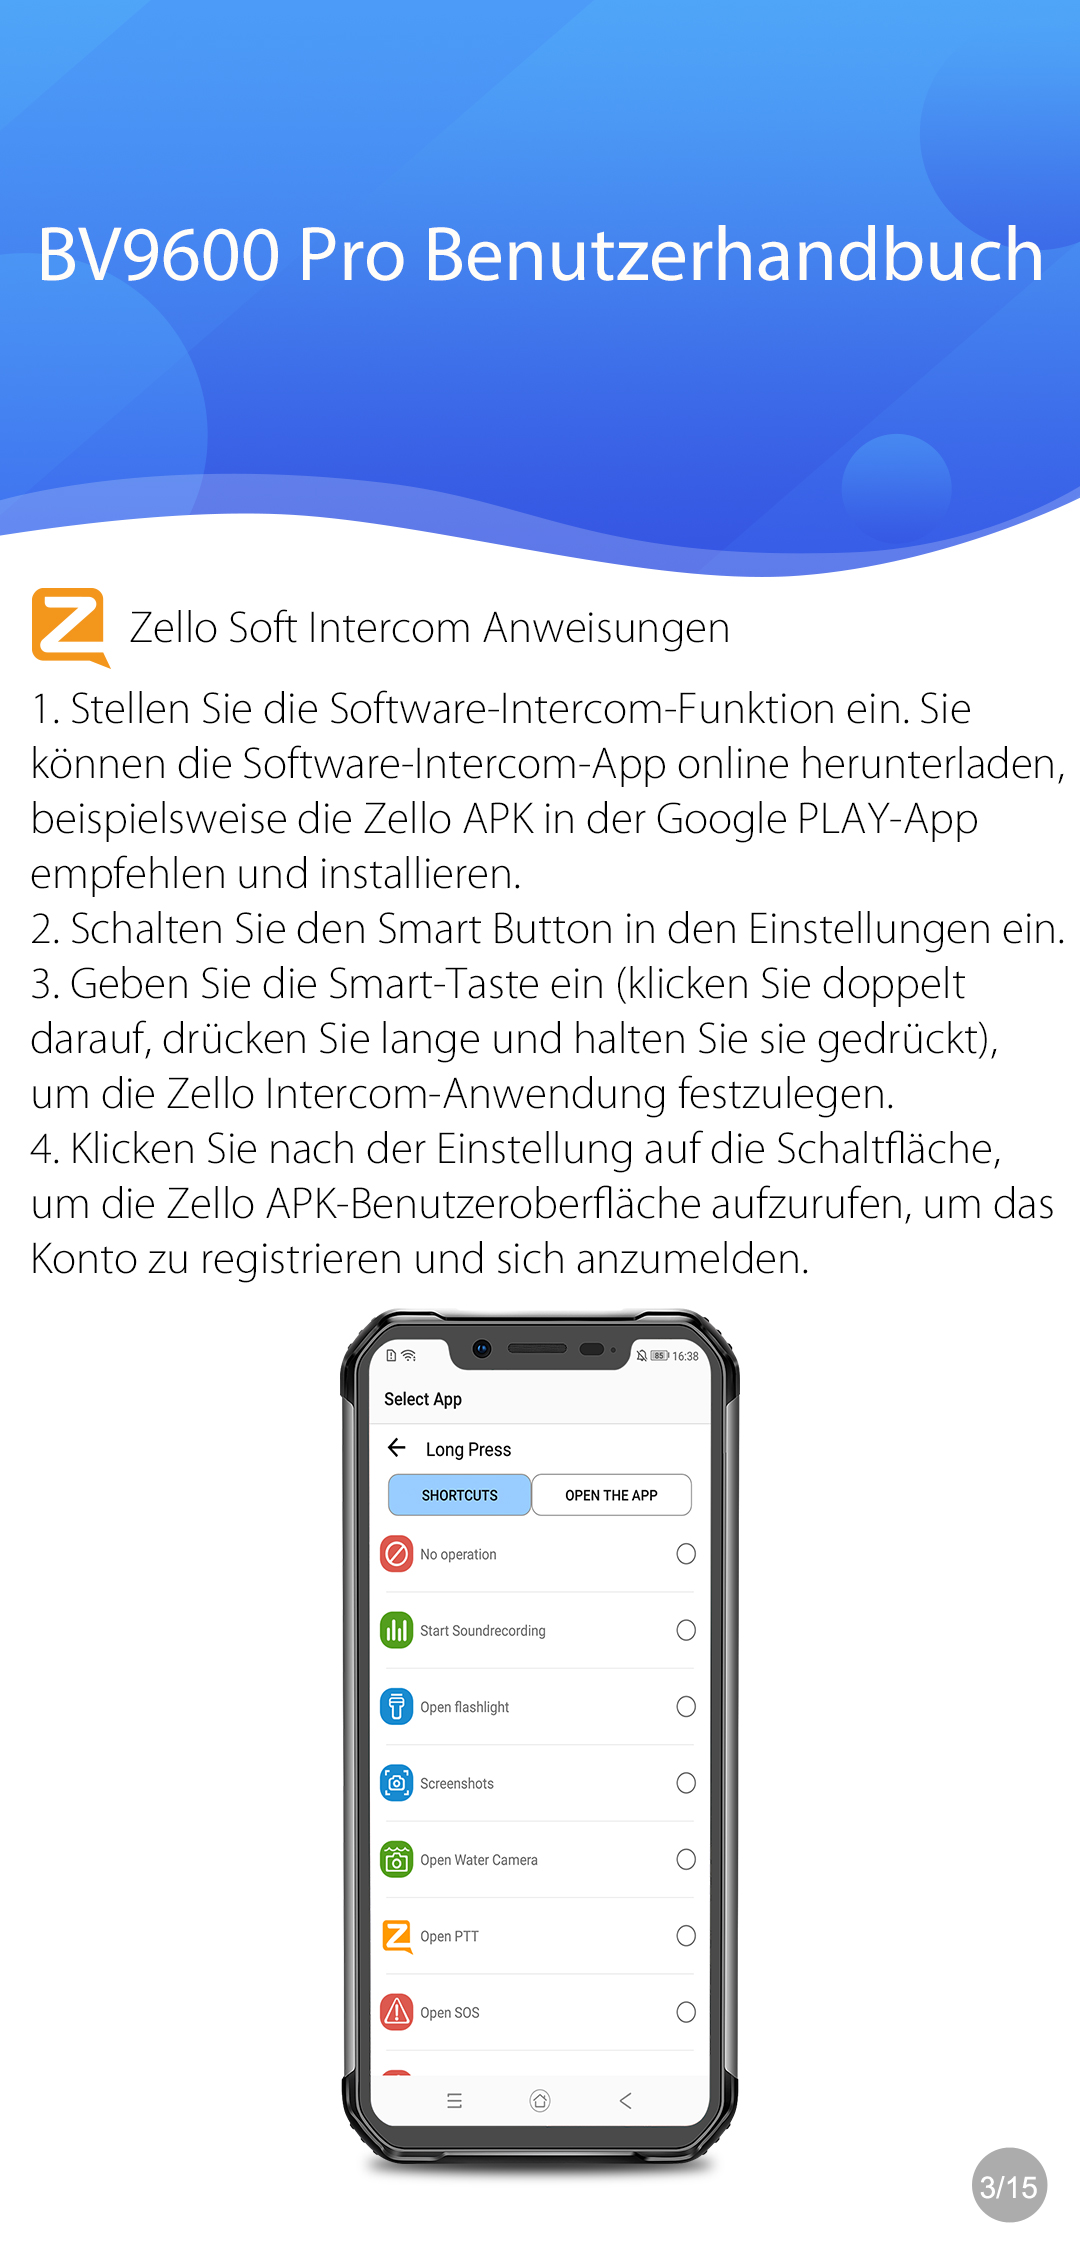 BV9600 Pro Benutzerhandbuch
Z Zello Soft Intercom Anweisungen
1. Stellen Sie die Software-Intercom-Funktion ein. Sie
können die Software-Intercom-App online herunterladen,
beispielsweise die Zello APK in der Google PLAY-App
empfehlen und installieren.
2. Schalten Sie den Smart Button in den Einstellungen ein.
3. Geben Sie die Smart-Taste ein (klicken Sie doppelt
darauf, drücken Sie lange und halten Sie sie gedrückt),
um die Zello Intercom-Anwendung festzulegen.
4. Klicken Sie nach der Einstellung auf die Schaltfläche,
um die Zello APK-Benutzeroberfläche aufzurufen, um das
Konto zu registrieren und sich anzumelden.
85 16:38
Select App
Long Press
SHORTCUTS OPEN THE APP
No operation
Start Soundrecording
Open flashlight
Screenshots
Open Water Camera
Z Open PTT
Open SOS
3/15